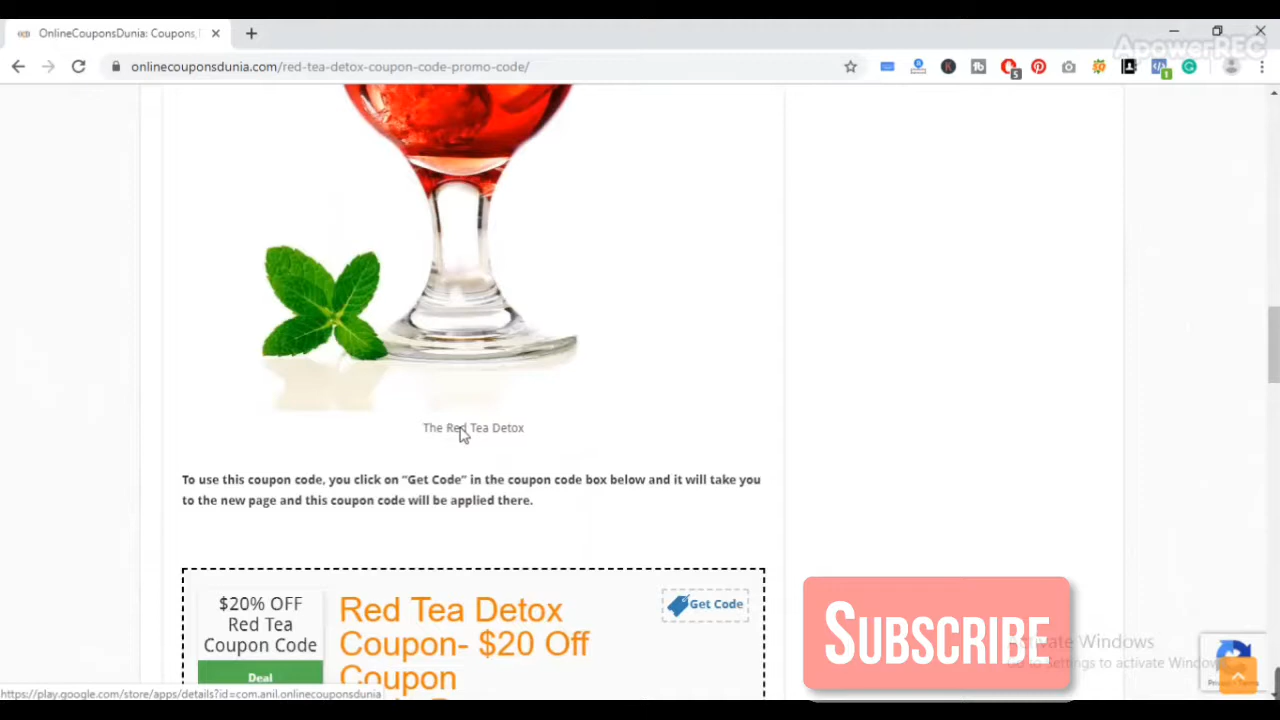 OnlineCouponsDunia: Coupons,
ApowerREC
onlinecouponsdunia.com/red-tea-detox-coupon-code-promo-code/
5
1
The Red Tea Detox
To use this coupon code, you click on “Get Code” in the coupon code box below and it will take you
to the new page and this coupon code will be applied there.
$20% OFF
Red Tea
Coupon Code
Deal
Red Tea Detox
Coupon- $20 Off
Coupon
Get Code
SUBSCRIBE
Activate Windows
Go to Settings to activate Windows.
https://play.google.com/store/apps/details?id=com.anil.onlinecouponsdunia